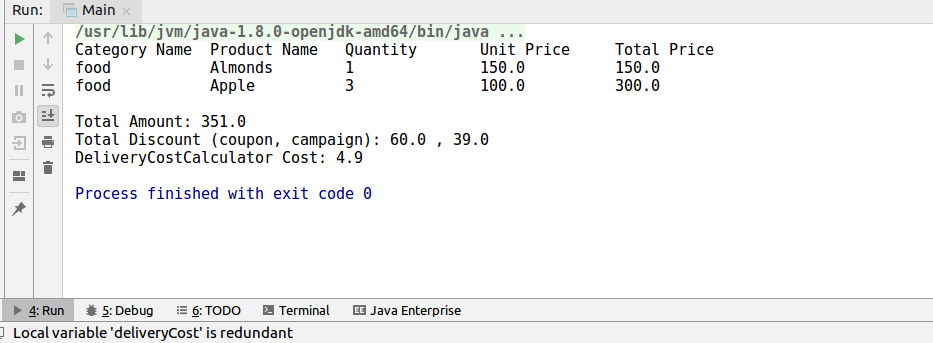 Run: Main
/usr/lib/jvm/java-1.8.0-openjdk-amd64/bin/java ...
Category Name  Product Name   Quantity       Unit Price     Total Price
food           Almonds        1              150.0          150.0
food           Apple          3              100.0          300.0
Total Amount: 351.0
Total Discount (coupon, campaign): 60.0 , 39.0
DeliveryCostCalculator Cost: 4.9
Process finished with exit code 0
4: Run 5: Debug 6: TODO Terminal Java Enterprise
Local variable 'deliveryCost' is redundant